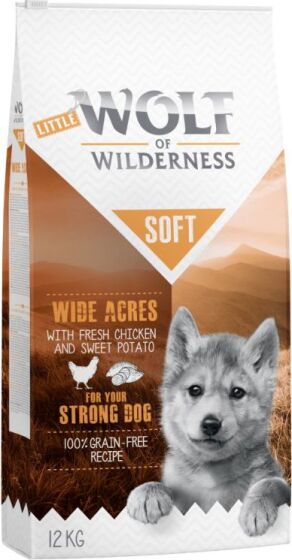 LITTLE
WOLF
OF
WILDERNESS
SOFT
WIDE ACRES
WITH FRESH CHICKEN
AND SWEET POTATO
FOR YOUR
STRONG DOG
100% GRAIN-FREE
RECIPE
12 KG